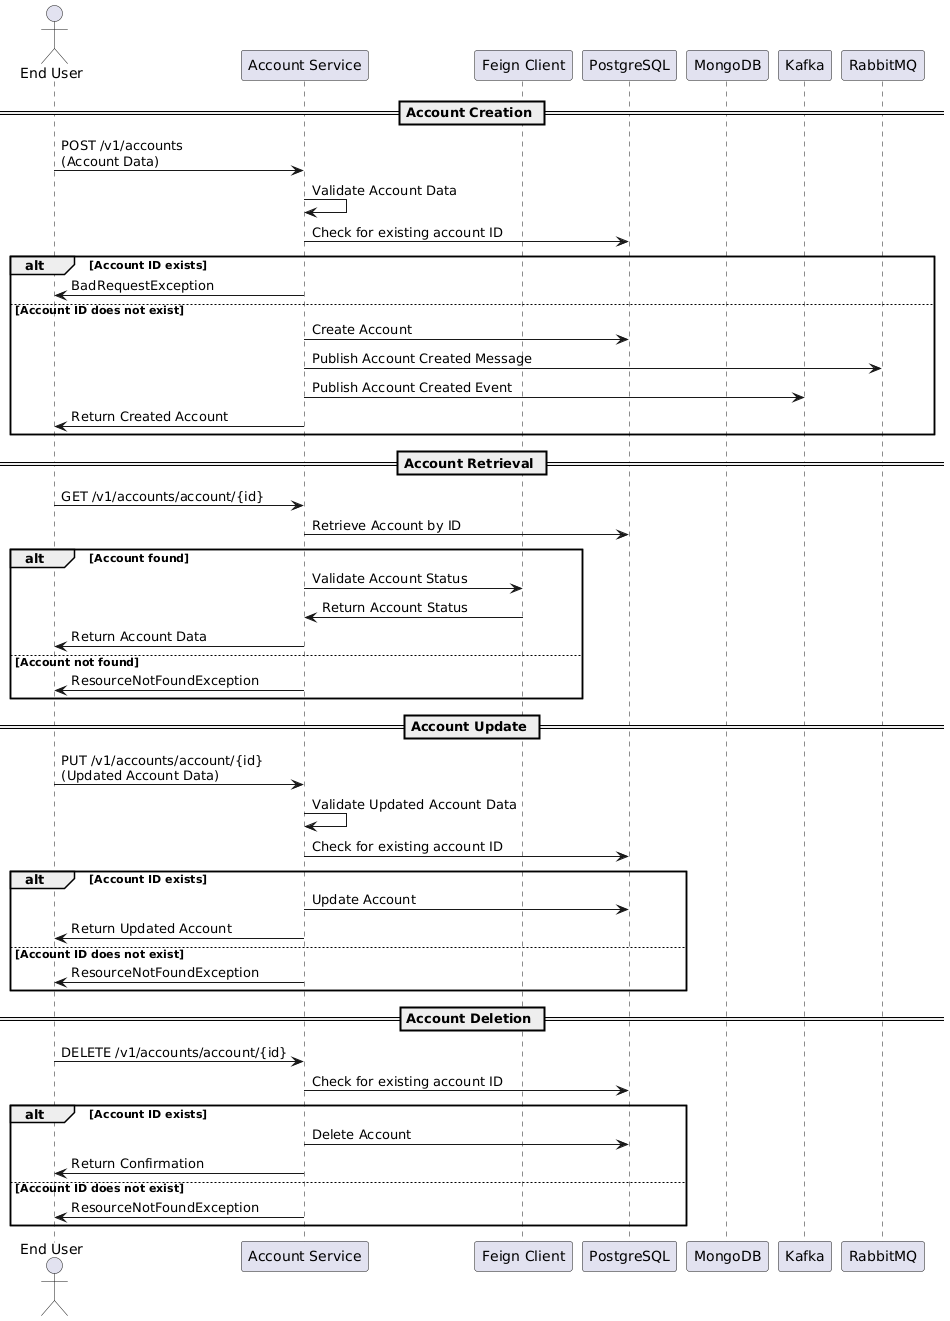 End User
Account Service
Feign Client
PostgreSQL
MongoDB
Kafka
RabbitMQ
Account Creation
POST /v1/accounts
(Account Data)
Validate Account Data
Check for existing account ID
alt
[Account ID exists]
BadRequestException
[Account ID does not exist]
Create Account
Publish Account Created Message
Publish Account Created Event
Return Created Account
Account Retrieval
GET /v1/accounts/account/{id}
Retrieve Account by ID
alt
[Account found]
Validate Account Status
Return Account Status
Return Account Data
[Account not found]
ResourceNotFoundException
Account Update
PUT /v1/accounts/account/{id}
(Updated Account Data)
Validate Updated Account Data
Check for existing account ID
alt
[Account ID exists]
Update Account
Return Updated Account
[Account ID does not exist]
ResourceNotFoundException
Account Deletion
DELETE /v1/accounts/account/{id}
Check for existing account ID
alt
[Account ID exists]
Delete Account
Return Confirmation
[Account ID does not exist]
ResourceNotFoundException
End User
Account Service
Feign Client
PostgreSQL
MongoDB
Kafka
RabbitMQ